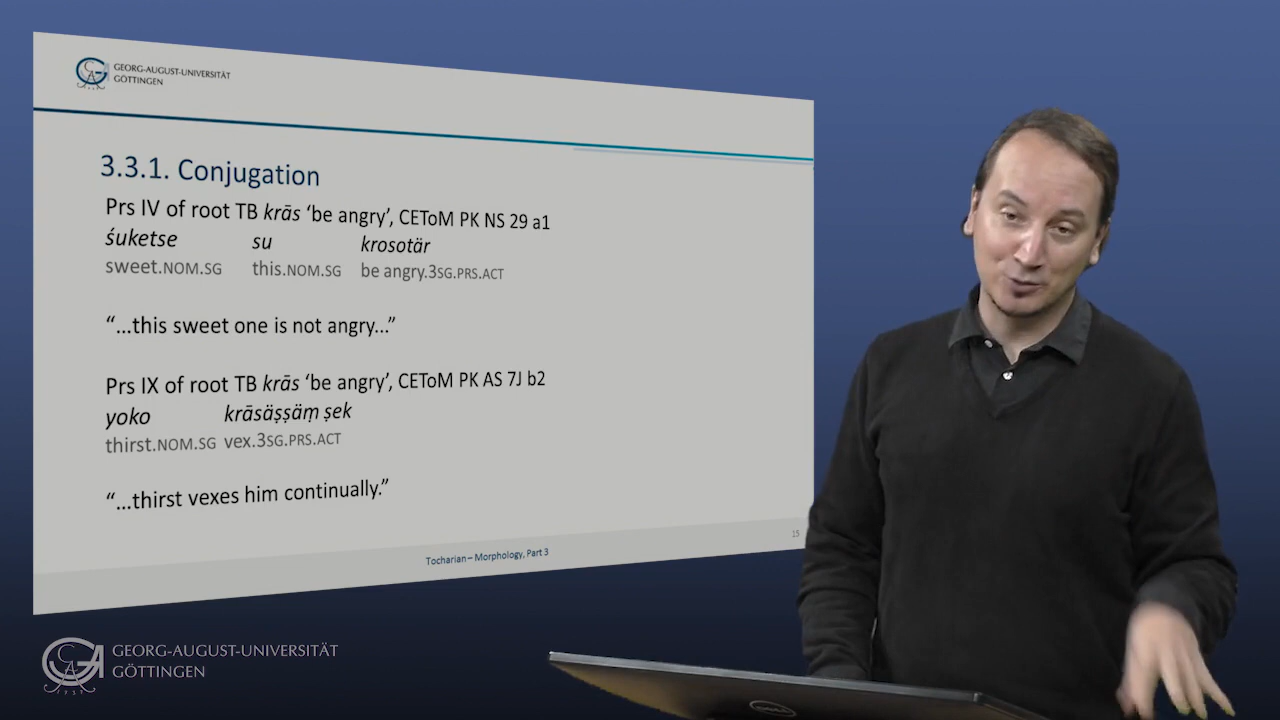 GEORG-AUGUST-UNIVERSITÄT
GÖTTINGEN
3.3.1. Conjugation
Prs IV of root TB krās ‘be angry’, CEToM PK NS 29 a1
śuketse su krosotär
sweet.NOM.SG this.NOM.SG be angry.3SG.PRS.ACT
“…this sweet one is not angry…”
Prs IX of root TB krās ‘be angry’, CEToM PK AS 7J b2
yoko krāsäṣṣäṃ ṣek
thirst.NOM.SG vex.3SG.PRS.ACT
“…thirst vexes him continually.”
15
Tocharian – Morphology, Part 3
GEORG-AUGUST-UNIVERSITÄT
GÖTTINGEN